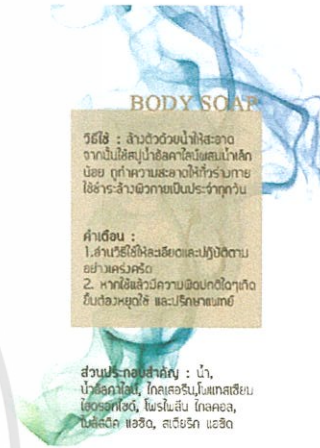 BODY SOAP
วิธีใช้ : ล้างตัวด้วยน้ำให้สะอาด
จากนั้นใช้สบู่น้ำอัลคาไลน์ผสมน้ำเล็ก
น้อย ถูทำความสะอาดให้ทั่วร่างกาย
ใช้ชำระล้างผิวกายเป็นประจำทุกวัน
คำเตือน :
1.อ่านวิธีใช้ให้ละเอียดและปฏิบัติตาม
อย่างเคร่งครัด
2. หากใช้แล้วมีความผิดปกติใดๆเกิด
ขึ้นต้องหยุดใช้ และปรึกษาแพทย์
ส่วนประกอบสำคัญ : น้ำ,
น้ำอัลคาไลน์, ไกลเซอรีน,โพแทสเซียม
ไฮดรอกไซด์, โพรไพลีน ไกลคอล,
ไมริสติค แอซิด, สเตียริค แอซิด